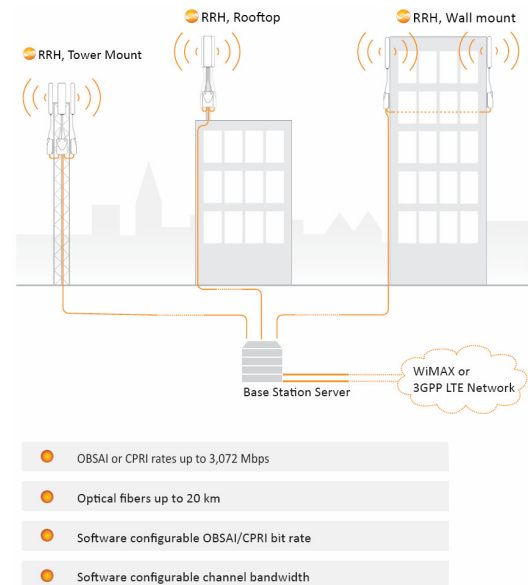 RRH, Rooftop
RRH, Wall mount
RRH, Tower Mount
WiMAX or
3GPP LTE Network
Base Station Server
OBSAI or CPRI rates up to 3,072 Mbps
Optical fibers up to 20 km
Software configurable OBSAI/CPRI bit rate
Software configurable channel bandwidth